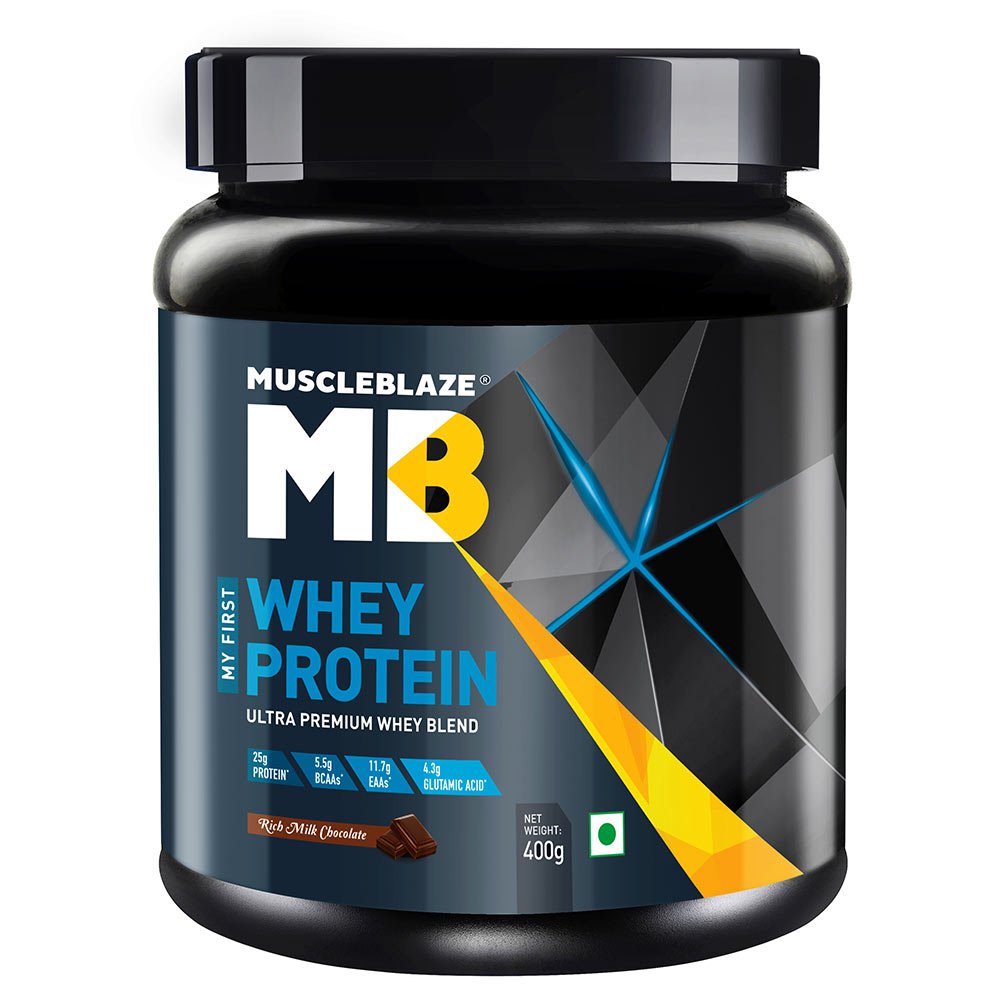 MUSCLEBLAZE®
MB
MY FIRST
WHEY
PROTEIN
ULTRA PREMIUM WHEY BLEND
25g
PROTEIN*
5.5g
BCAAs*
11.7g
EAAs*
4.3g
GLUTAMIC ACID*
Rich Milk Chocolate
NET
WEIGHT:
400g